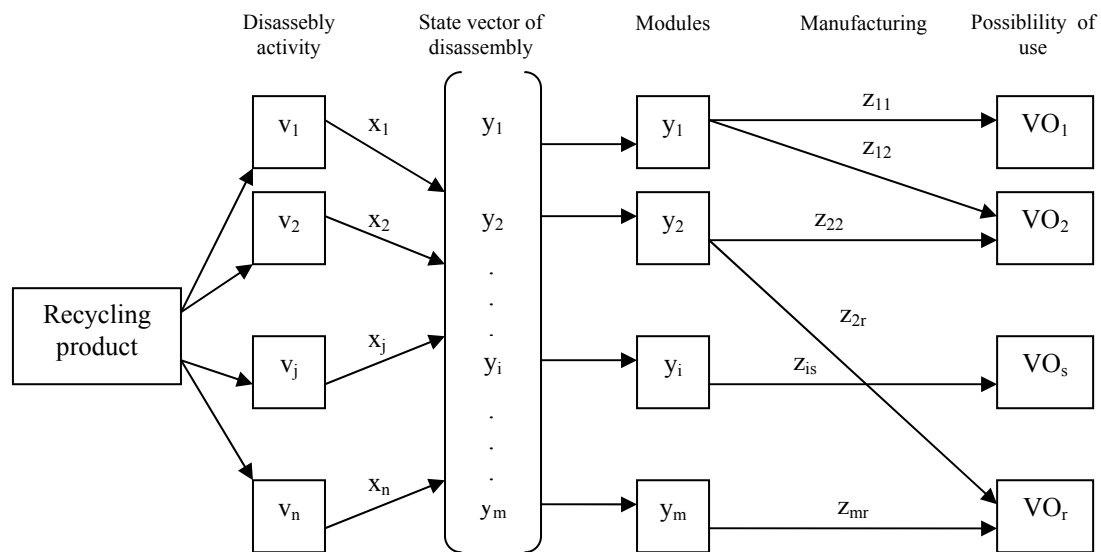 Disassebly activity
State vector of disassembly
Modules
Manufacturing
Possiblility of use
Recycling product
v₁
v₂
vⱼ
vₙ
x₁
x₂
xⱼ
xₙ
y₁
y₂
.
.
.
yᵢ
.
.
.
yₘ
y₁
y₂
yᵢ
yₘ
z₁₁
z₁₂
z₂₂
z₂ᵣ
zᵢₛ
zₘᵣ
VO₁
VO₂
VOₛ
VOᵣ